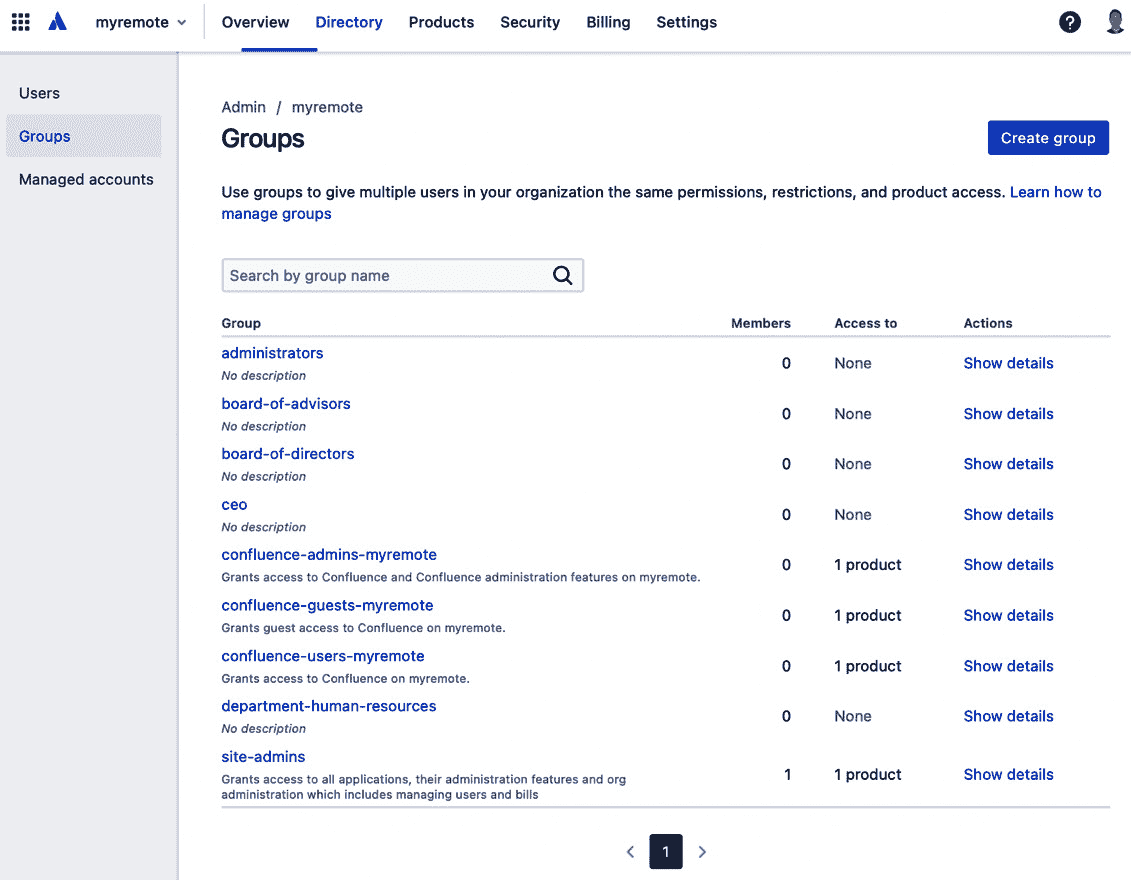 myremote Overview Directory Products Security Billing Settings ?
Users
Groups
Managed accounts
Admin / myremote
Groups
Create group
Use groups to give multiple users in your organization the same permissions, restrictions, and product access. Learn how to
manage groups
Search by group name
Group Members Access to Actions
administrators
No description
0 None Show details
board-of-advisors
No description
0 None Show details
board-of-directors
No description
0 None Show details
ceo
No description
0 None Show details
confluence-admins-myremote
Grants access to Confluence and Confluence administration features on myremote.
0 1 product Show details
confluence-guests-myremote
Grants guest access to Confluence on myremote.
0 1 product Show details
confluence-users-myremote
Grants access to Confluence on myremote.
0 1 product Show details
department-human-resources
No description
0 None Show details
site-admins
Grants access to all applications, their administration features and org
administration which includes managing users and bills
1 1 product Show details
1